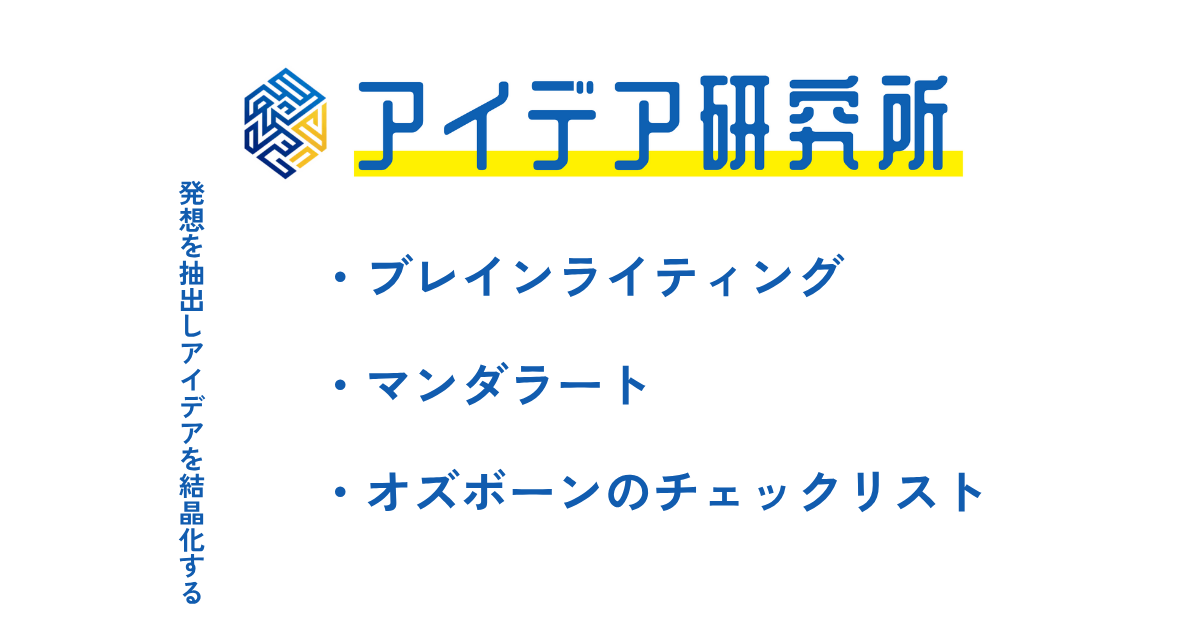 アイデア研究所
発想を抽出しアイデアを結晶化する
・ブレインライティング
・マンダラート
・オズボーンのチェックリスト